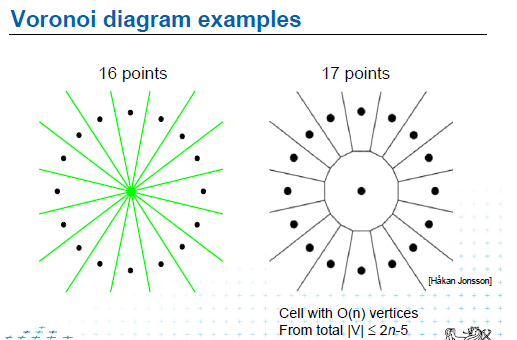 Voronoi diagram examples
16 points
17 points
[Håkan Jonsson]
Cell with O(n) vertices
From total |V| ≤ 2n-5